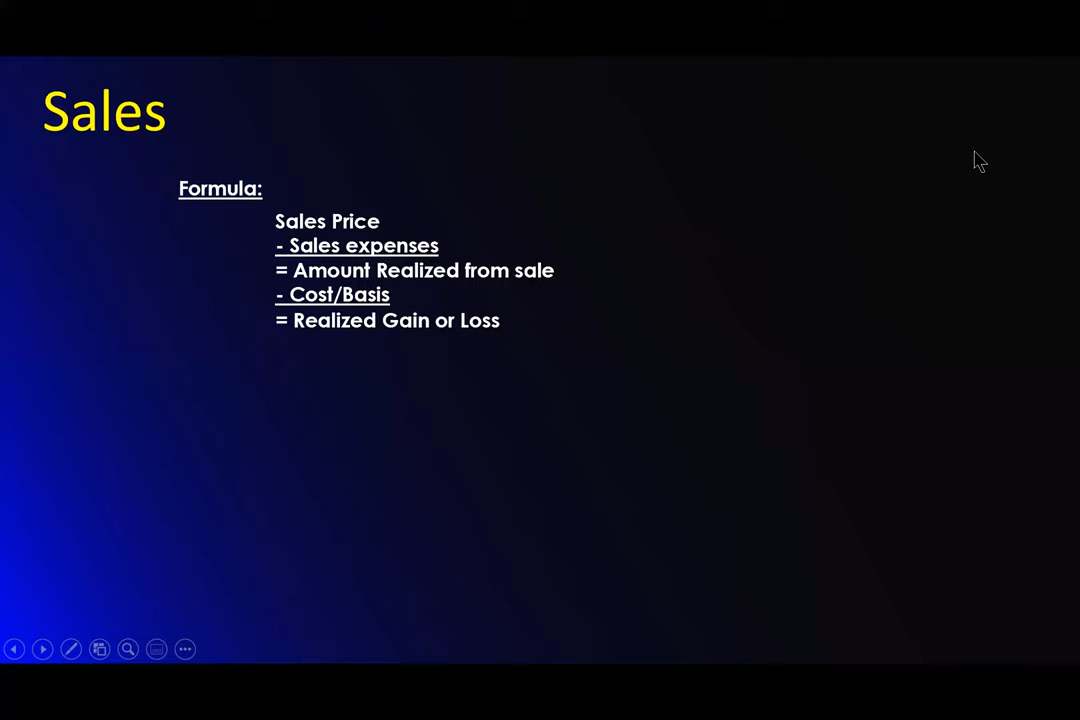 Sales
Formula:
Sales Price
- Sales expenses
= Amount Realized from sale
- Cost/Basis
= Realized Gain or Loss